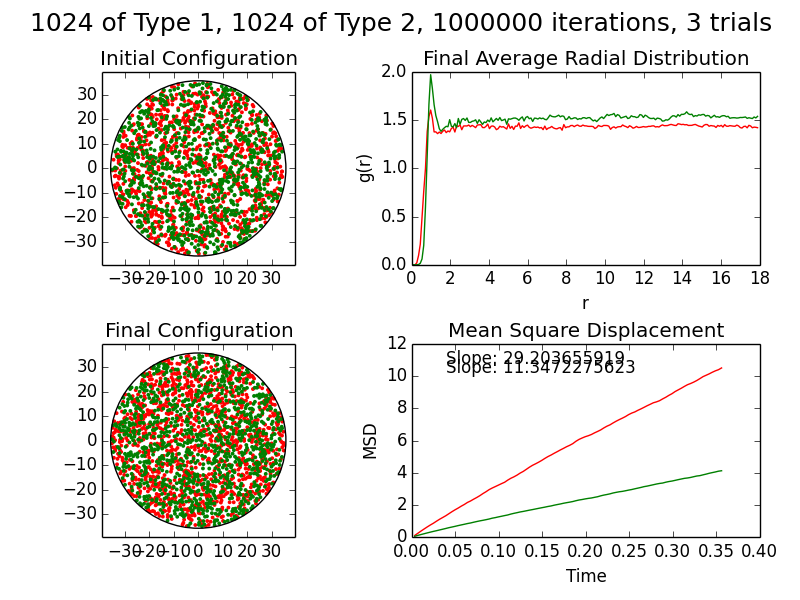 1024 of Type 1, 1024 of Type 2, 1000000 iterations, 3 trials
Initial Configuration
30
20
10
0
−10
−20
−30
−30 −20 −10 0 10 20 30
Final Average Radial Distribution
2.0
1.5
1.0
0.5
0.0
g(r)
0 2 4 6 8 10 12 14 16 18
r
Final Configuration
30
20
10
0
−10
−20
−30
−30 −20 −10 0 10 20 30
Mean Square Displacement
Slope: 29.203655919
Slope: 11.3472275623
12
10
8
6
4
2
0
MSD
0.00 0.05 0.10 0.15 0.20 0.25 0.30 0.35 0.40
Time